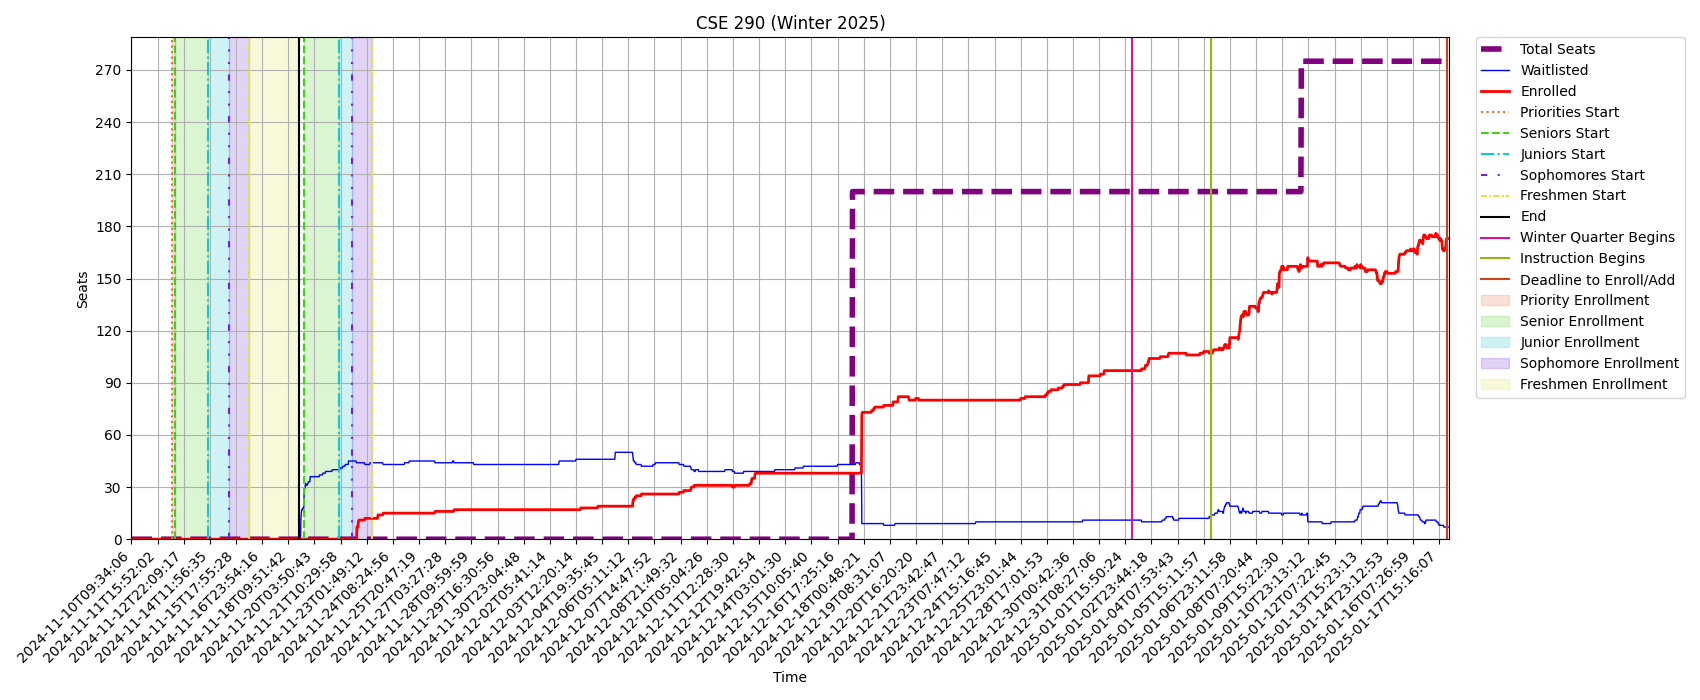 CSE 290 (Winter 2025)
Seats
270
240
210
180
150
120
90
60
30
0
2024-11-10T09:34:06
2024-11-11T15:52:02
2024-11-12T22:09:17
2024-11-14T11:56:35
2024-11-15T17:55:28
2024-11-16T23:54:16
2024-11-18T09:51:42
2024-11-20T03:50:43
2024-11-21T10:29:58
2024-11-23T01:49:12
2024-11-24T08:24:56
2024-11-25T20:47:19
2024-11-27T03:27:28
2024-11-28T09:59:59
2024-11-29T16:30:56
2024-11-30T23:04:48
2024-12-02T05:41:14
2024-12-03T12:20:14
2024-12-04T19:35:45
2024-12-06T05:11:12
2024-12-07T14:47:52
2024-12-08T21:49:32
2024-12-10T05:04:26
2024-12-11T12:28:30
2024-12-12T19:42:54
2024-12-14T03:01:30
2024-12-15T10:05:40
2024-12-16T17:25:16
2024-12-18T00:48:21
2024-12-19T08:31:07
2024-12-20T16:20:20
2024-12-21T23:42:47
2024-12-23T07:47:12
2024-12-24T15:16:45
2024-12-25T23:01:44
2024-12-28T17:01:53
2024-12-30T00:42:36
2024-12-31T08:27:06
2025-01-01T15:50:24
2025-01-02T23:44:18
2025-01-04T07:53:43
2025-01-05T15:11:57
2025-01-06T23:11:58
2025-01-08T07:20:44
2025-01-09T15:22:30
2025-01-10T23:13:12
2025-01-12T07:22:45
2025-01-13T15:23:13
2025-01-14T23:12:53
2025-01-16T07:26:59
2025-01-17T15:16:07
Time
Total Seats
Waitlisted
Enrolled
Priorities Start
Seniors Start
Juniors Start
Sophomores Start
Freshmen Start
End
Winter Quarter Begins
Instruction Begins
Deadline to Enroll/Add
Priority Enrollment
Senior Enrollment
Junior Enrollment
Sophomore Enrollment
Freshmen Enrollment